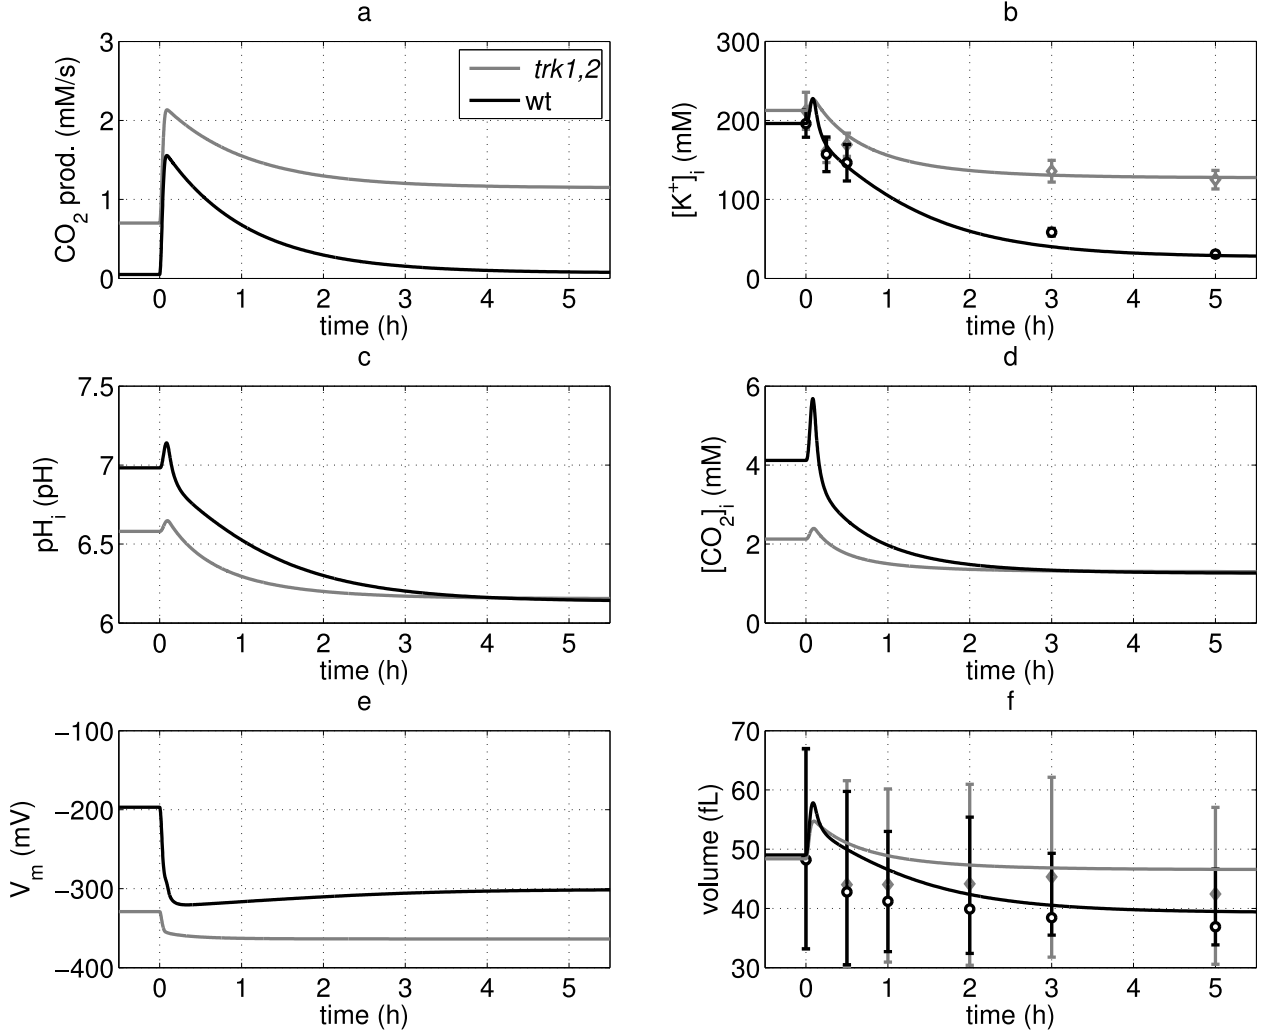 a
3
2
1
0
CO2 prod. (mM/s)
trk1,2
wt
0 1 2 3 4 5
time (h)
b
300
200
100
0
[K+]i (mM)
0 1 2 3 4 5
time (h)
c
7.5
7
6.5
6
pHi (pH)
0 1 2 3 4 5
time (h)
d
6
4
2
0
[CO2]i (mM)
0 1 2 3 4 5
time (h)
e
−100
−200
−300
−400
Vm (mV)
0 1 2 3 4 5
time (h)
f
70
60
50
40
30
volume (fL)
0 1 2 3 4 5
time (h)